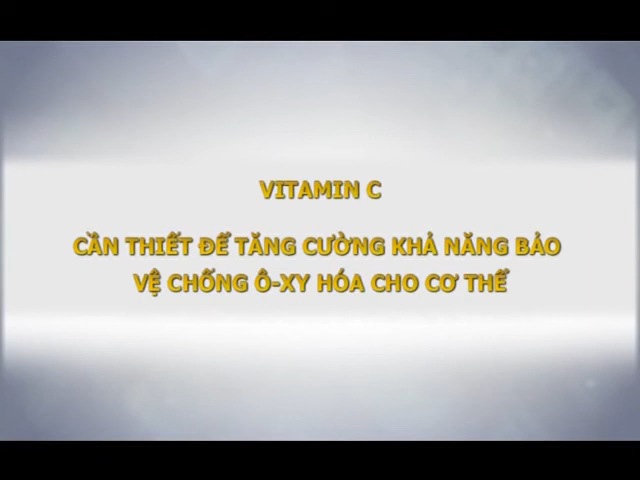 VITAMIN C
CẦN THIẾT ĐỂ TĂNG CƯỜNG KHẢ NĂNG BẢO
VỆ CHỐNG Ô-XY HÓA CHO CƠ THỂ